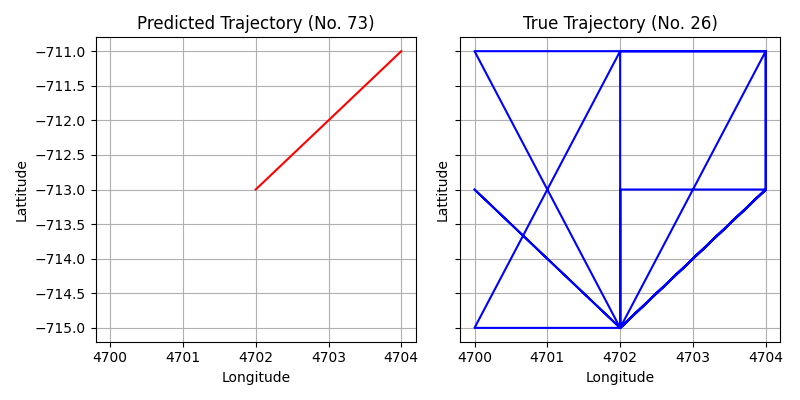 Predicted Trajectory (No. 73)
True Trajectory (No. 26)
Lattitude
−711.0
−711.5
−712.0
−712.5
−713.0
−713.5
−714.0
−714.5
−715.0
4700 4701 4702 4703 4704
Longitude
Lattitude
4700 4701 4702 4703 4704
Longitude